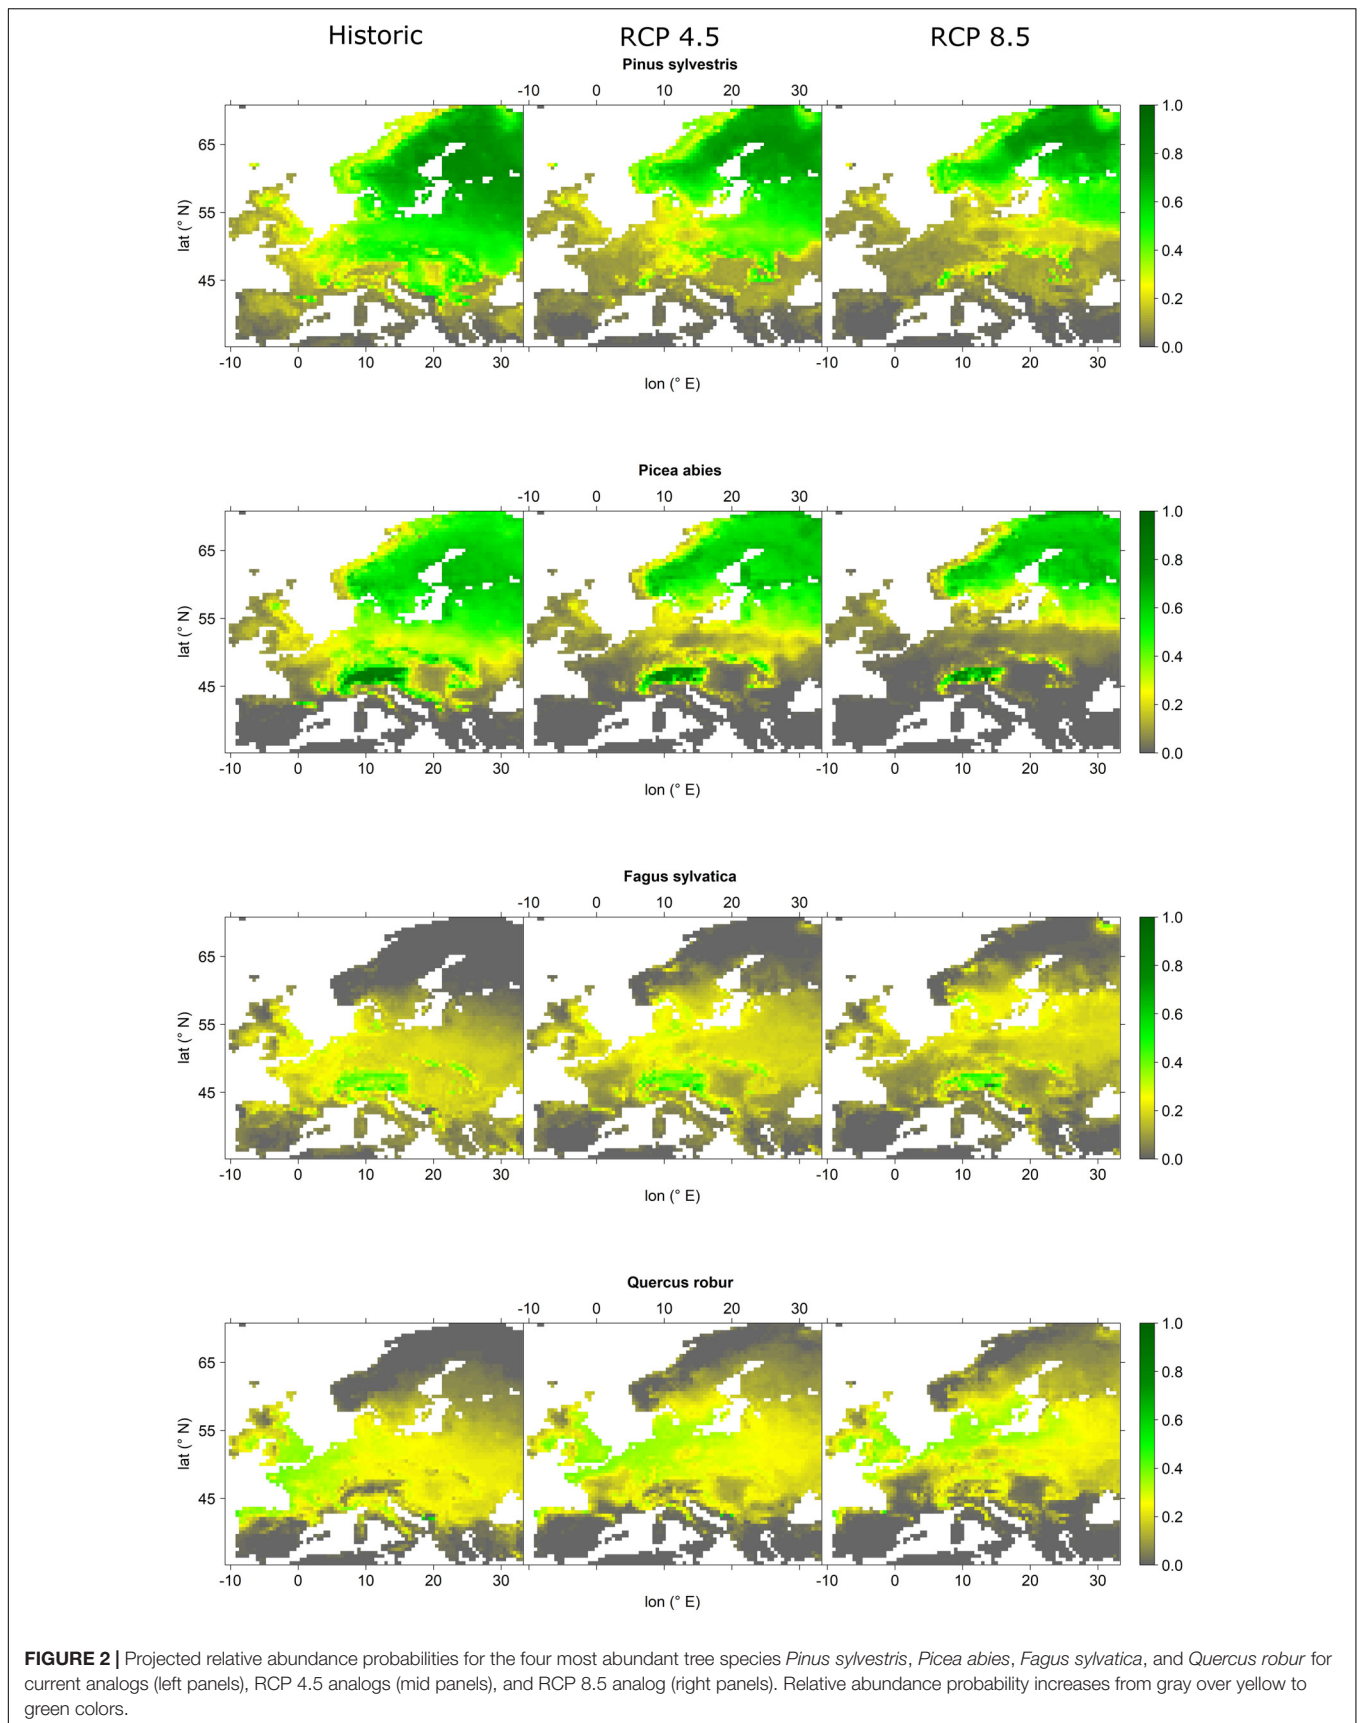 Historic RCP 4.5 RCP 8.5
Pinus sylvestris
-10 0 10 20 30
65
55
45
lat (° N)
1.0
0.8
0.6
0.4
0.2
0.0
-10 0 10 20 30 -10 0 10 20 30
lon (° E)
Picea abies
-10 0 10 20 30
65
55
45
lat (° N)
1.0
0.8
0.6
0.4
0.2
0.0
-10 0 10 20 30 -10 0 10 20 30
lon (° E)
Fagus sylvatica
-10 0 10 20 30
65
55
45
lat (° N)
1.0
0.8
0.6
0.4
0.2
0.0
-10 0 10 20 30 -10 0 10 20 30
lon (° E)
Quercus robur
-10 0 10 20 30
65
55
45
lat (° N)
1.0
0.8
0.6
0.4
0.2
0.0
-10 0 10 20 30 -10 0 10 20 30
lon (° E)
FIGURE 2 | Projected relative abundance probabilities for the four most abundant tree species Pinus sylvestris, Picea abies, Fagus sylvatica, and Quercus robur for
current analogs (left panels), RCP 4.5 analogs (mid panels), and RCP 8.5 analog (right panels). Relative abundance probability increases from gray over yellow to
green colors.